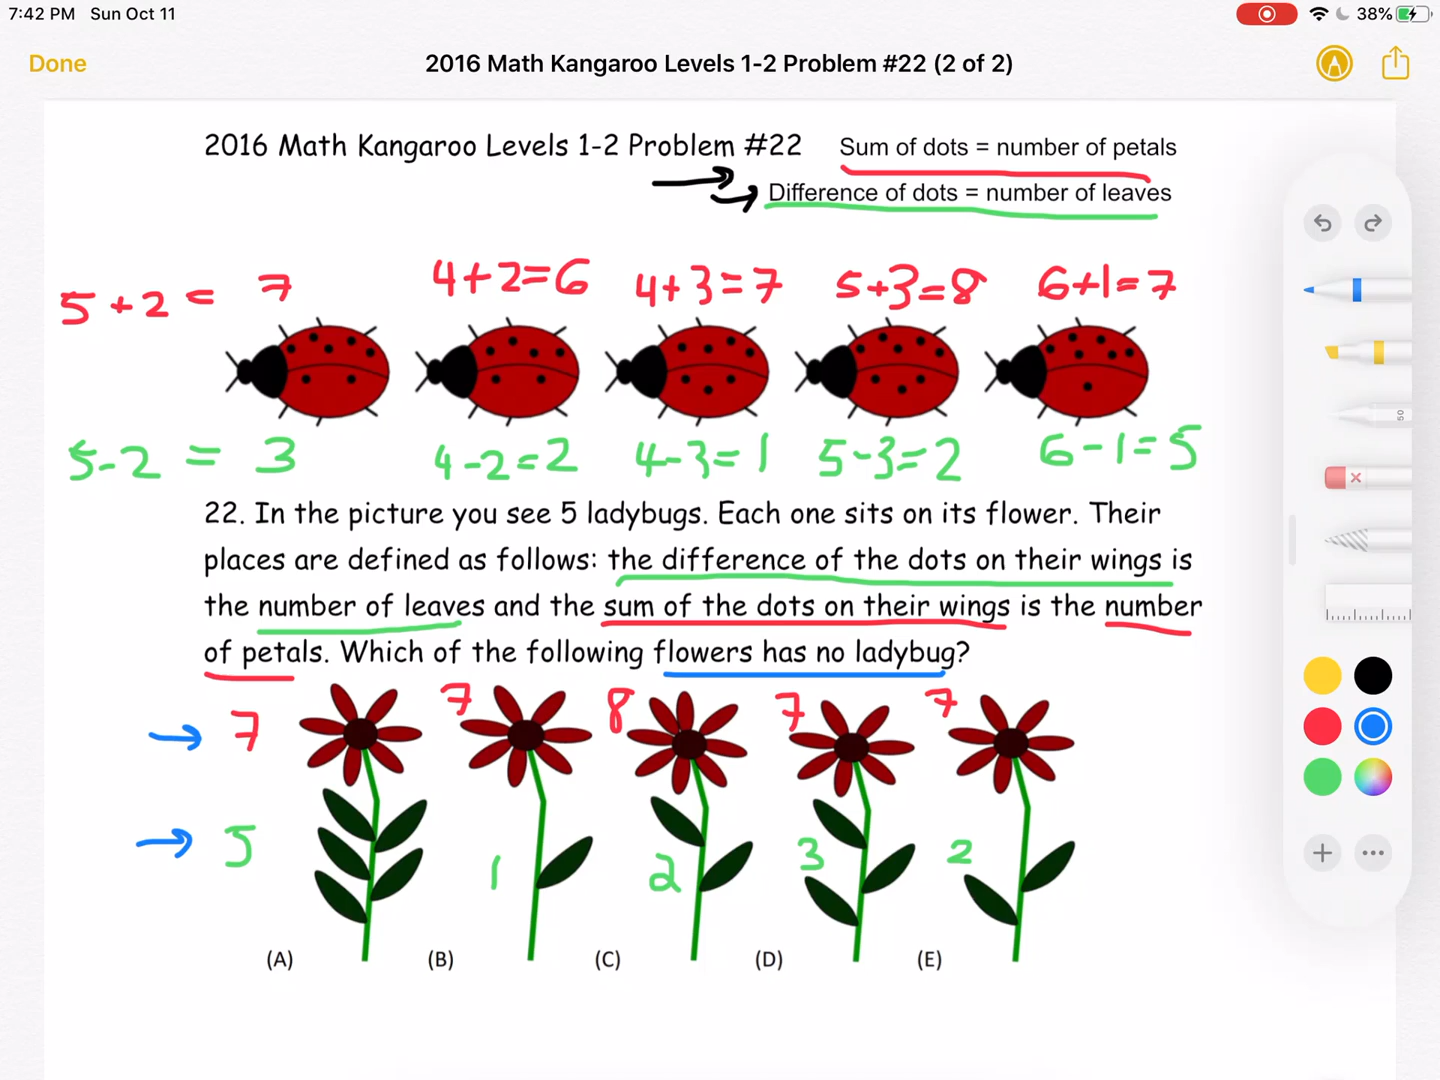 7:42 PM Sun Oct 11
38%
Done
2016 Math Kangaroo Levels 1-2 Problem #22 (2 of 2)
2016 Math Kangaroo Levels 1-2 Problem #22
Sum of dots = number of petals
Difference of dots = number of leaves
5+2 = 7
4+2=6
4+3=7
5+3=8
6+1=7
5-2 = 3
4-2=2
4-3=1
5-3=2
6-1=5
22. In the picture you see 5 ladybugs. Each one sits on its flower. Their
places are defined as follows: the difference of the dots on their wings is
the number of leaves and the sum of the dots on their wings is the number
of petals. Which of the following flowers has no ladybug?
7
7
8
7
7
5
1
2
3
2
(A)
(B)
(C)
(D)
(E)
50